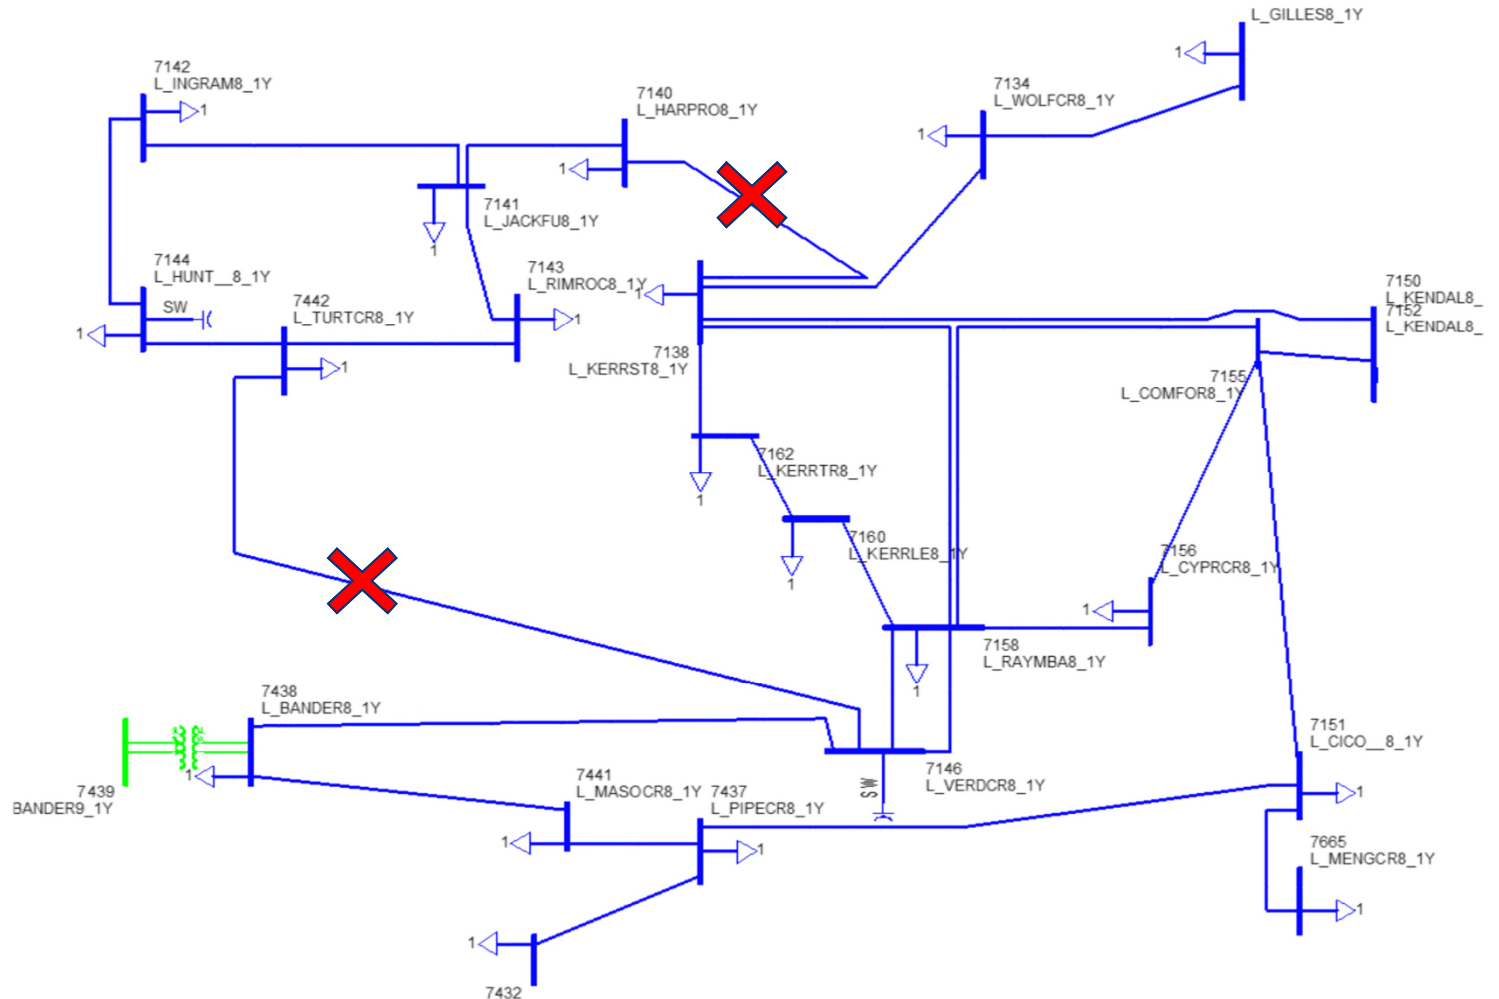 L_GILLES8_1Y
1
7142
L_INGRAM8_1Y
1
7140
L_HARPRO8_1Y
1
7134
L_WOLFCR8_1Y
1
7141
L_JACKFU8_1Y
1
7144
L_HUNT__8_1Y
SW
1
7442
L_TURTCR8_1Y
1
7143
L_RIMROC8_1Y
1
1
7138
L_KERRST8_1Y
7150
L_KENDAL8_
7152
L_KENDAL8_
7155
L_COMFOR8_1Y
7162
L_KERRTR8_1Y
1
7160
L_KERRLE8_1Y
1
7156
L_CYPRCR8_1Y
1
7158
L_RAYMBA8_1Y
1
7438
L_BANDER8_1Y
1
7439
BANDER9_1Y
7146
L_VERDCR8_1Y
SW
7441
L_MASOCR8_1Y
1
7437
L_PIPECR8_1Y
1
7151
L_CICO__8_1Y
1
7665
L_MENGCR8_1Y
1
1
7432